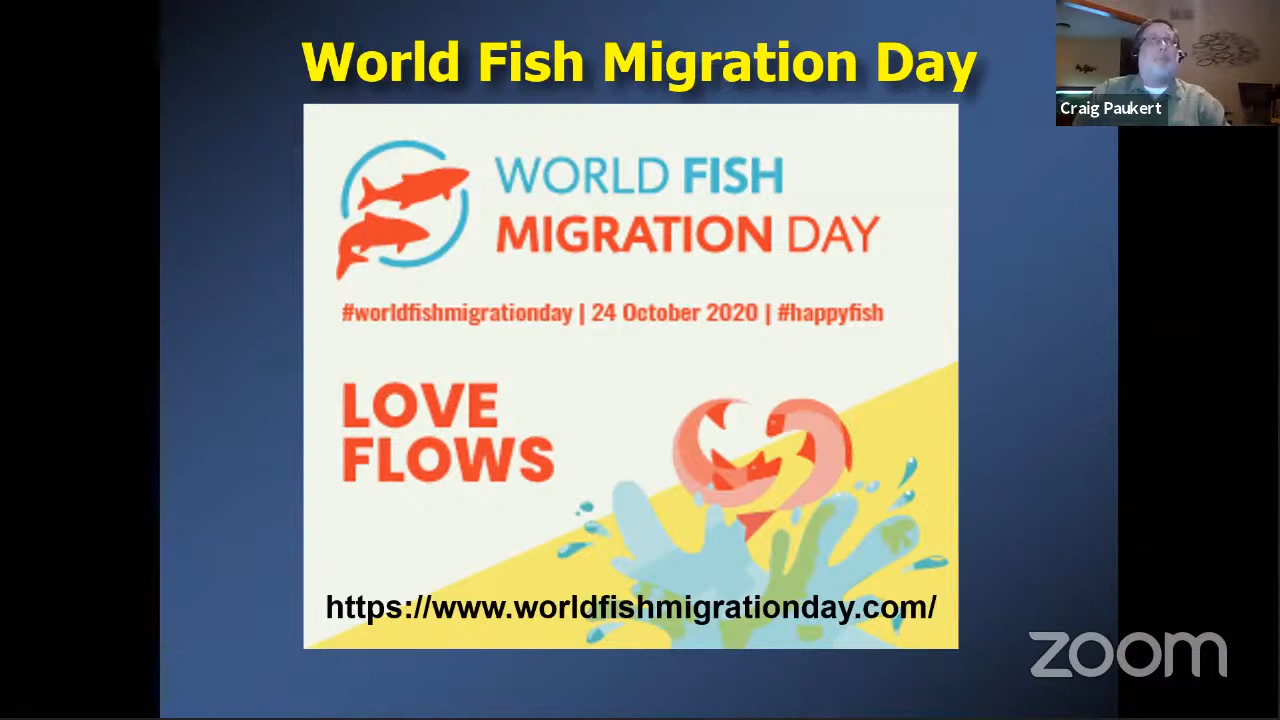 World Fish Migration Day
Craig Paukert
WORLD FISH
MIGRATION DAY
#worldfishmigrationday | 24 October 2020 | #happyfish
LOVE
FLOWS
https://www.worldfishmigrationday.com/
zoom